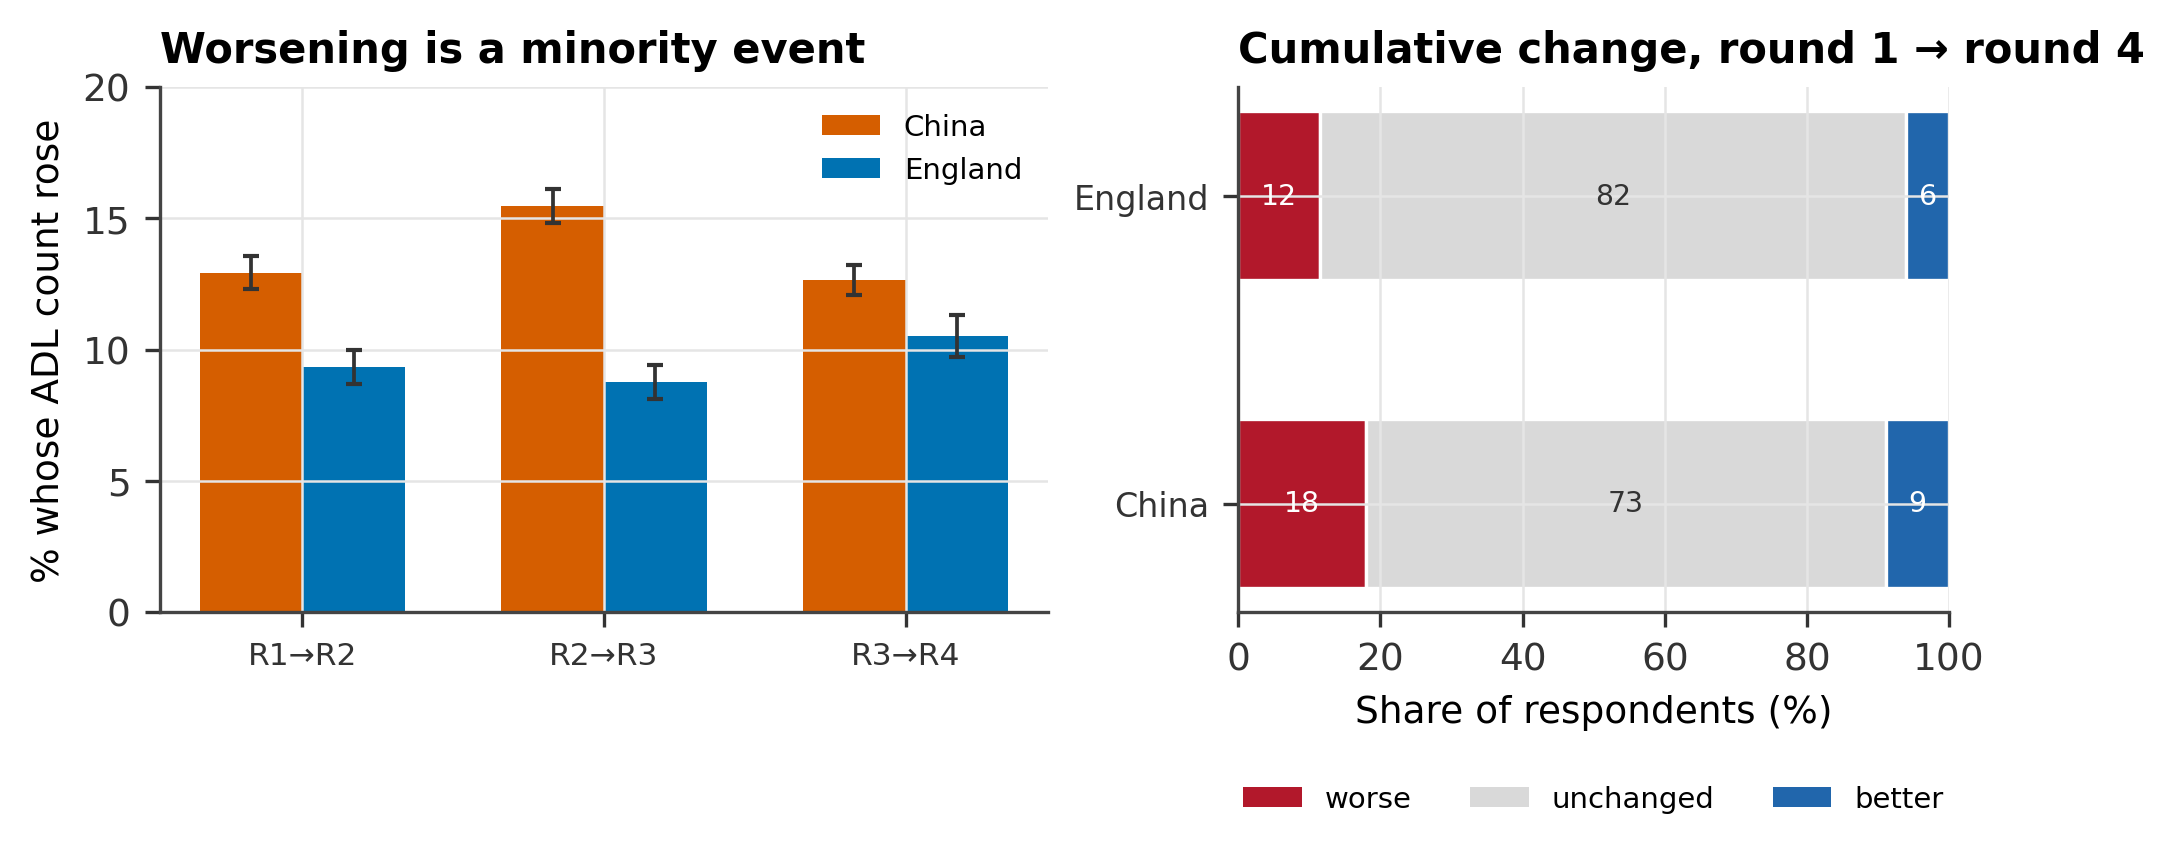 Worsening is a minority event
% whose ADL count rose
20
15
10
5
0
China
England
R1→R2
R2→R3
R3→R4
Cumulative change, round 1 → round 4
England
12
82
6
China
18
73
9
0
20
40
60
80
100
Share of respondents (%)
worse
unchanged
better